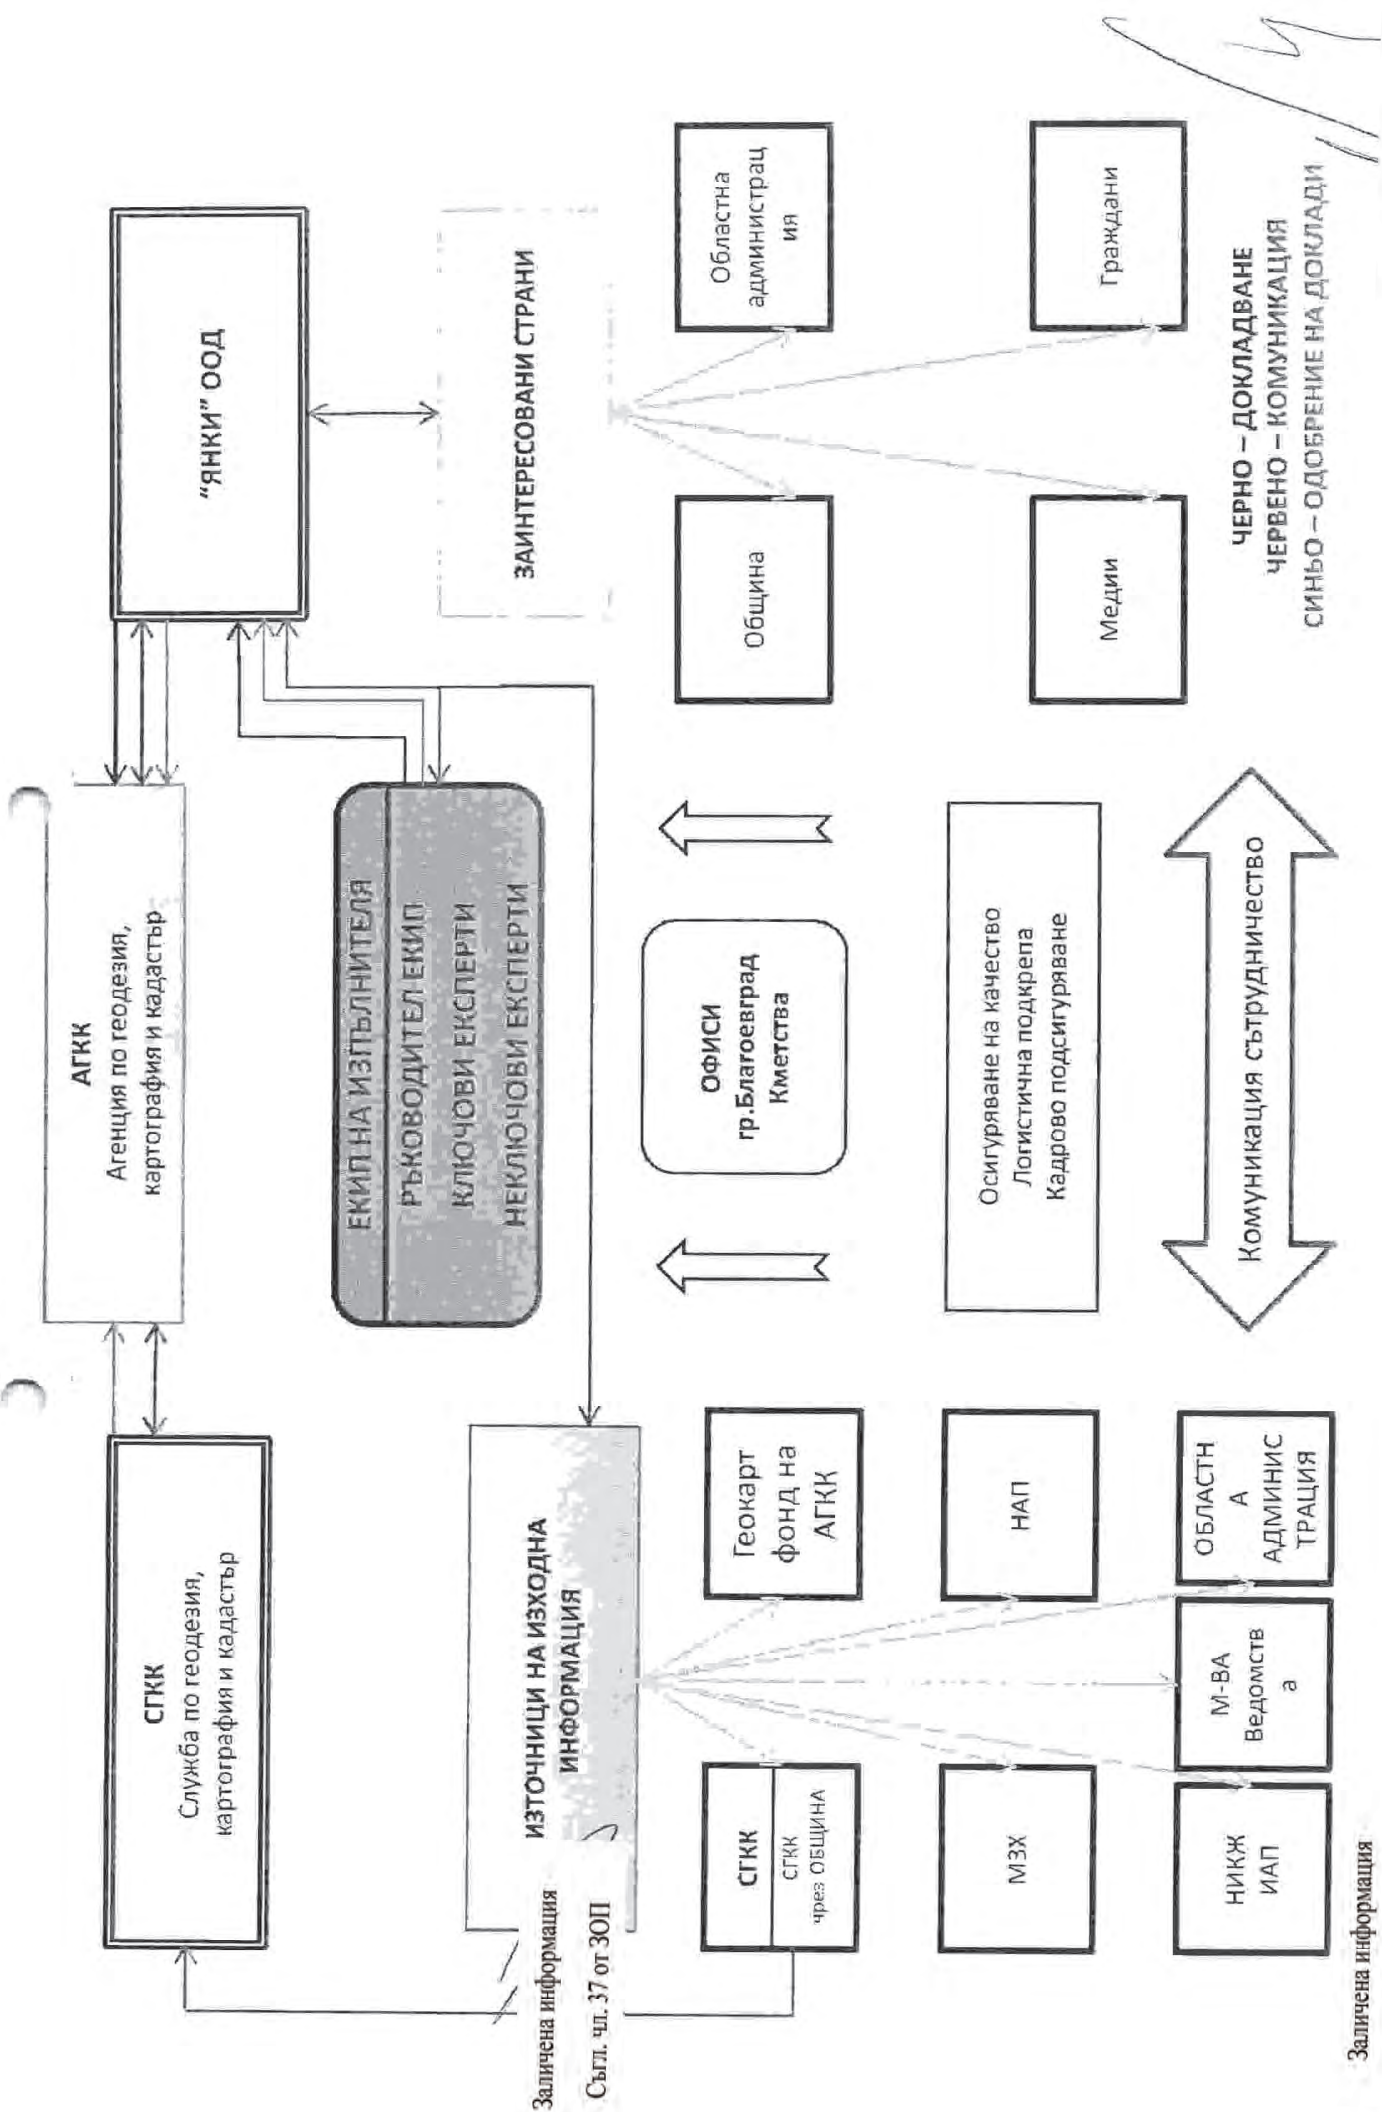 СГКК
Служба по геодезия,
картография и кадастър
АГКК
Агенция по геодезия,
картография и кадастър
“ЯНКИ” ООД
ЕКИП НА ИЗПЪЛНИТЕЛЯ
РЪКОВОДИТЕЛ ЕКИП
КЛЮЧОВИ ЕКСПЕРТИ
НЕКЛЮЧОВИ ЕКСПЕРТИ
ЗАИНТЕРЕСОВАНИ СТРАНИ
ИЗТОЧНИЦИ НА ИЗХОДНА
ИНФОРМАЦИЯ
Заличена информация
Съгл. чл. 37 от ЗОП
СГКК
СГКК
чрез ОБЩИНА
Геокарт
фонд на
АГКК
ОФИСИ
гр.Благоевград
Кметства
Община
Областна
администрац
ия
МЗХ
НАП
Осигуряване на качество
Логистична подкрепа
Кадрово подсигуряване
Медии
Граждани
НИКЖ
ИАП
М-ВА
Ведомств
а
ОБЛАСТН
А
АДМИНИС
ТРАЦИЯ
Комуникация сътрудничество
ЧЕРНО – ДОКЛАДВАНЕ
ЧЕРВЕНО – КОМУНИКАЦИЯ
СИНЬО – ОДОБРЕНИЕ НА ДОКЛАДИ
Заличена информация